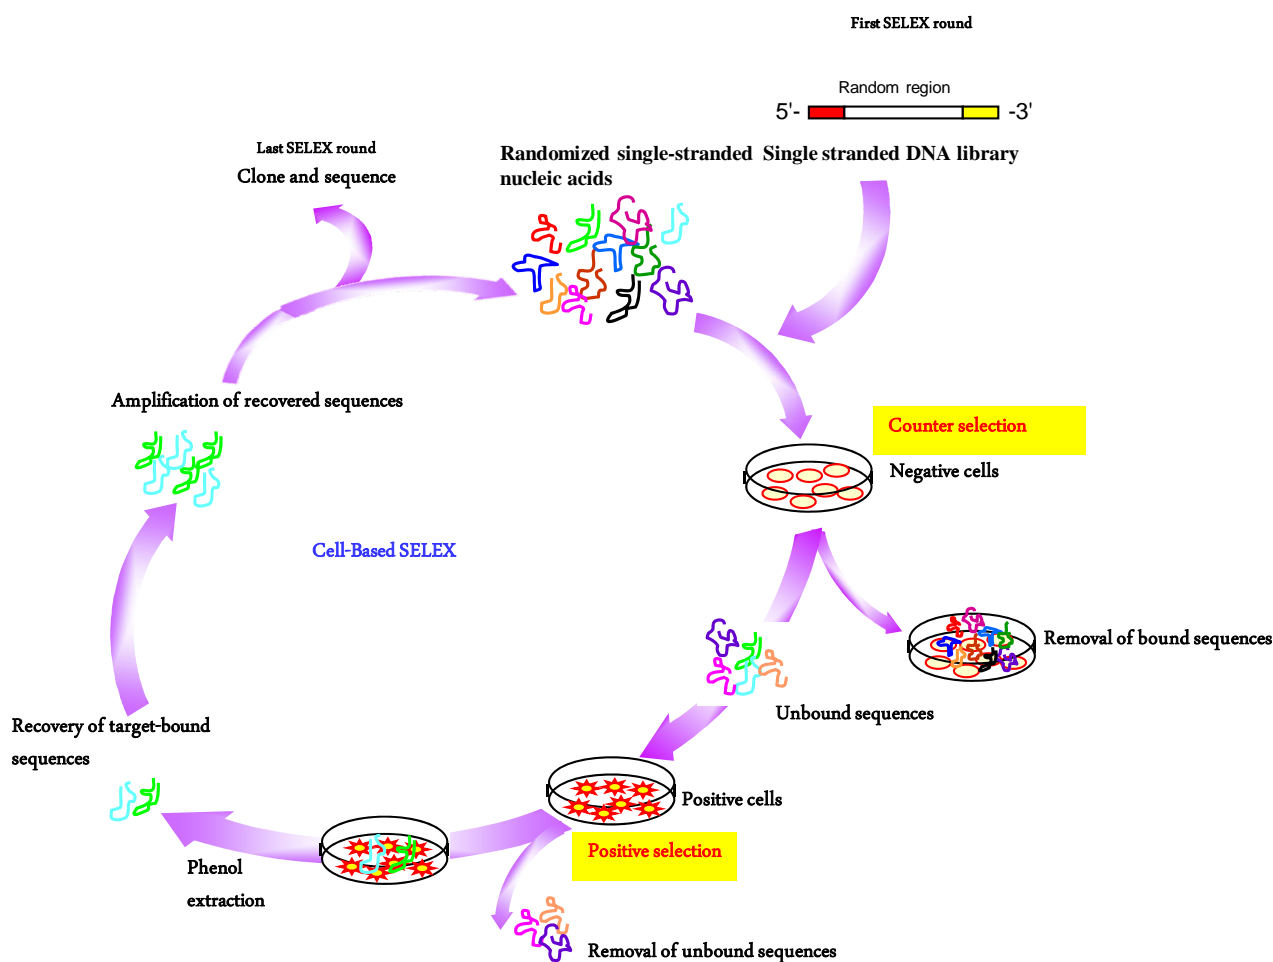 First SELEX round
Random region
5'-
-3'
Last SELEX round
Clone and sequence
Randomized single-stranded
nucleic acids
Single stranded DNA library
Amplification of recovered sequences
Counter selection
Negative cells
Cell-Based SELEX
Removal of bound sequences
Unbound sequences
Recovery of target-bound
sequences
Positive cells
Positive selection
Phenol
extraction
Removal of unbound sequences